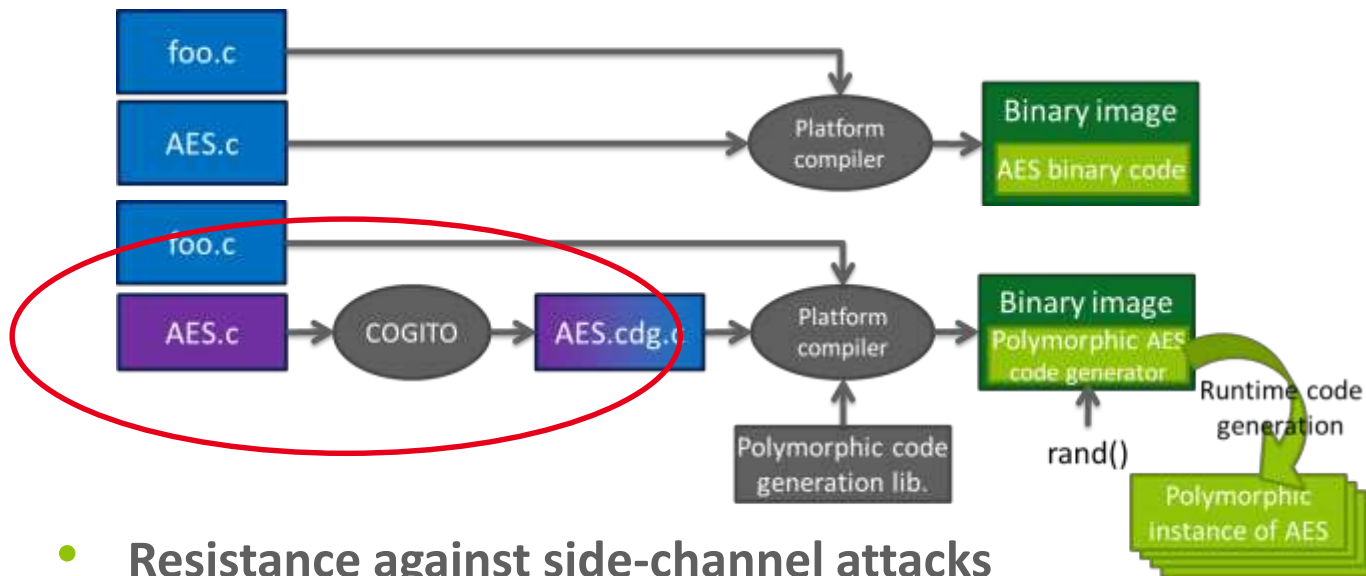 foo.c
Platform
compiler
Binary image
AES binary code
AES.c
foo.c
AES.c
COGITO
AES.cdg.c
Platform
compiler
Binary image
Polymorphic AES
code generator
Runtime code
generation
Polymorphic code
generation lib.
rand()
Polymorphic
instance of AES
• Resistance against side-channel attacks